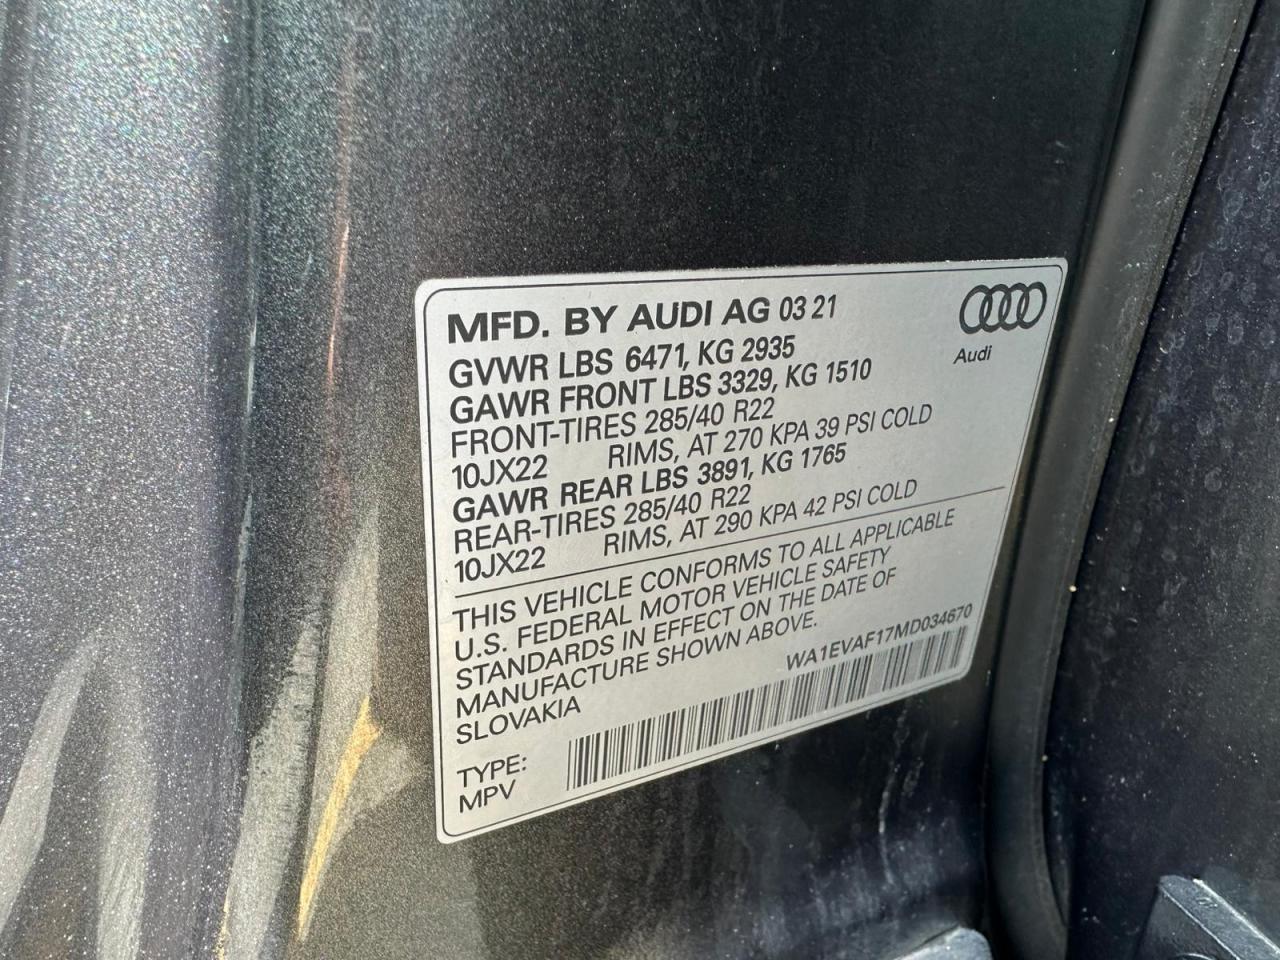 MFD. BY AUDI AG 03 21
Audi
GVWR LBS 6471, KG 2935
GAWR FRONT LBS 3329, KG 1510
FRONT-TIRES 285/40 R22
10JX22 RIMS, AT 270 KPA 39 PSI COLD
GAWR REAR LBS 3891, KG 1765
REAR-TIRES 285/40 R22
10JX22 RIMS, AT 290 KPA 42 PSI COLD
THIS VEHICLE CONFORMS TO ALL APPLICABLE
U.S. FEDERAL MOTOR VEHICLE SAFETY
STANDARDS IN EFFECT ON THE DATE OF
MANUFACTURE SHOWN ABOVE.
SLOVAKIA
WA1EVAF17MD034670
TYPE:
MPV